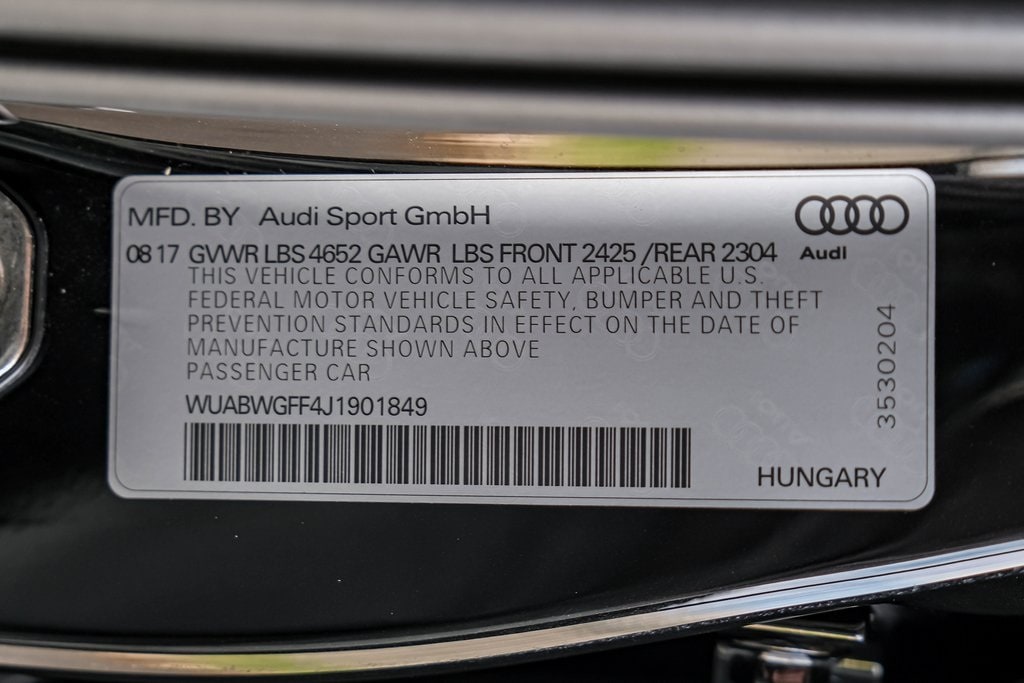 MFD. BY Audi Sport GmbH
Audi
08 17 GVWR LBS 4652 GAWR LBS FRONT 2425 /REAR 2304
THIS VEHICLE CONFORMS TO ALL APPLICABLE U.S.
FEDERAL MOTOR VEHICLE SAFETY, BUMPER AND THEFT
PREVENTION STANDARDS IN EFFECT ON THE DATE OF
MANUFACTURE SHOWN ABOVE
PASSENGER CAR
WUABWGFF4J1901849
3530204
HUNGARY